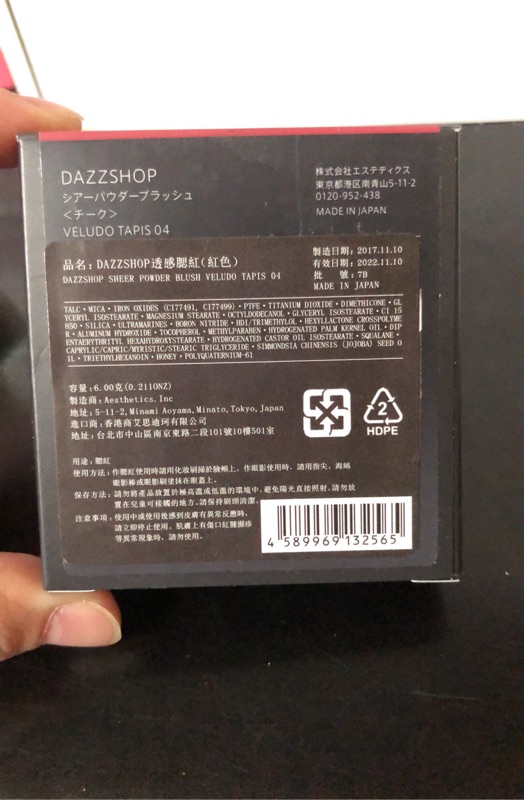 DAZZSHOP
シアーパウダーブラッシュ
<チーク>
VELUDO TAPIS 04
株式会社エステティクス
東京都港区南青山5-11-2
0120-952-438
MADE IN JAPAN
品名：DAZZSHOP透感腮紅(紅色)
DAZZSHOP SHEER POWDER BLUSH VELUDO TAPIS 04
製造日期：2017.11.10
有效日期：2022.11.10
批 號：7B
MADE IN JAPAN
TALC・MICA・IRON OXIDES (CI77491, CI77499)・PTFE・TITANIUM DIOXIDE・DIMETHICONE・GL
YCERYL ISOSTEARATE・MAGNESIUM STEARATE・OCTYLDODECANOL・GLYCERYL ISOSTEARATE・CI 15
850・SILICA・ULTRAMARINES・BORON NITRIDE・HDI/TRIMETHYLOL HEXYLLACTONE CROSSPOLYME
R・ALUMINUM HYDROXIDE・TOCOPHEROL・METHYLPARABEN・HYDROGENATED PALM KERNEL OIL・DIP
ENTAERYTHRITYL HEXAHYDROXYSTEARATE・HYDROGENATED CASTOR OIL ISOSTEARATE・SQUALANE・
CAPRYLIC/CAPRIC/MYRISTIC/STEARIC TRIGLYCERIDE・SIMMONDSIA CHINENSIS (JOJOBA) SEED O
IL・TRIETHYLHEXANOIN・HONEY・POLYQUATERNIUM-61
容量：6.00克(0.211ONZ)
製造商：Aesthetics.Inc
地址：5-11-2,Minami Aoyama,Minato,Tokyo,Japan
進口商：香港商艾思迪珂有限公司
地址：台北市中山區南京東路二段101號10樓501室
2
HDPE
用途：腮紅
使用方法：作腮紅使用時請用化妝刷掃於臉頰上。作眼影使用時，請用指尖、海綿
眼影棒或眼影刷塗抹在眼蓋上。
保存方法：請勿將產品放置於極高溫或低溫的環境中，避免陽光直接照射，請勿放
置在兒童可接觸的地方。請保持刷頭清潔。
注意事項：使用中或使用後感到皮膚有異常反應時，
請立即停止使用。肌膚上有傷口紅腫濕疹
等異常現象時，請勿使用。
4 589969 132565